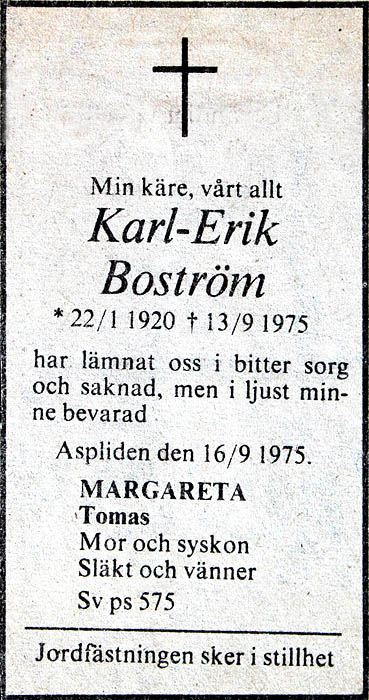 Min käre, vårt allt
Karl-Erik
Boström
* 22/1 1920 † 13/9 1975
har lämnat oss i bitter sorg
och saknad, men i ljust min-
ne bevarad
Aspliden den 16/9 1975.
MARGARETA
Tomas
Mor och syskon
Släkt och vänner
Sv ps 575
Jordfästningen sker i stillhet